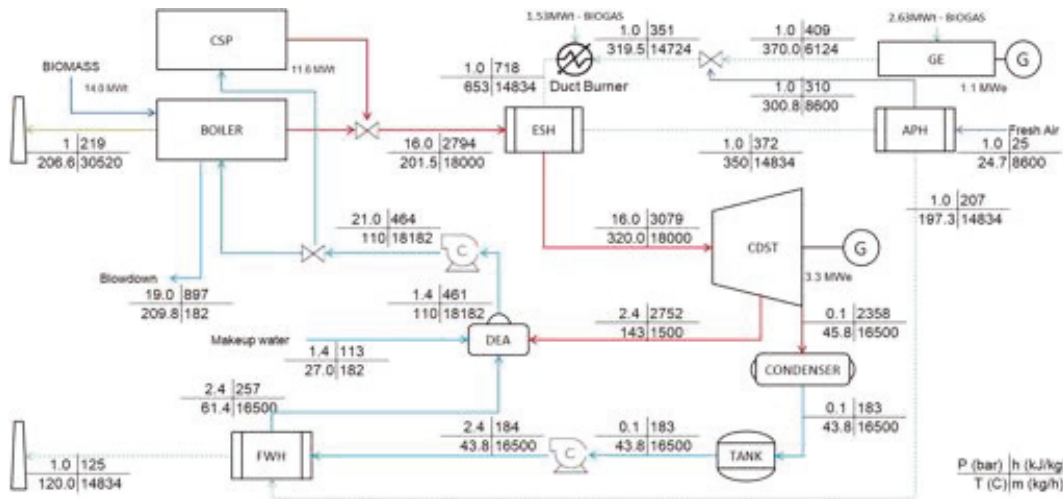 1.53MWt - BIOGAS
2.63MWt - BIOGAS
CSP
1.0 351
319.5 14724
1.0 409
370.0 6124
GE
G
1.1 MWe
BIOMASS
14.0 MWt
11.6 MWt
1.0 718
653 14834
Duct Burner
1.0 310
300.8 8600
BOILER
ESH
APH
Fresh Air
1 219
206.6 30520
16.0 2794
201.5 18000
1.0 372
350 14834
1.0 25
24.7 8600
1.0 207
197.3 14834
21.0 464
110 18182
C
16.0 3079
320.0 18000
CDST
G
3.3 MWe
Blowdown
19.0 897
209.8 182
1.4 461
110 18182
2.4 2752
143 1500
0.1 2358
45.8 16500
Makeup water
DEA
1.4 113
27.0 182
CONDENSER
2.4 257
61.4 16500
0.1 183
43.8 16500
2.4 184
43.8 16500
0.1 183
43.8 16500
1.0 125
120.0 14834
FWH
C
TANK
P (bar) h (kJ/kg
T (C) m (kg/h)